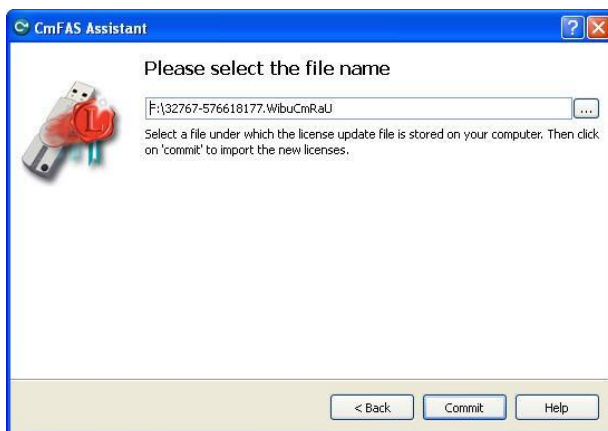 CmFAS Assistant
Please select the file name
F:\32767-576618177.WibuCmRaU
...
Select a file under which the license update file is stored on your computer. Then click
on 'commit' to import the new licenses.
L
< Back
Commit
Help